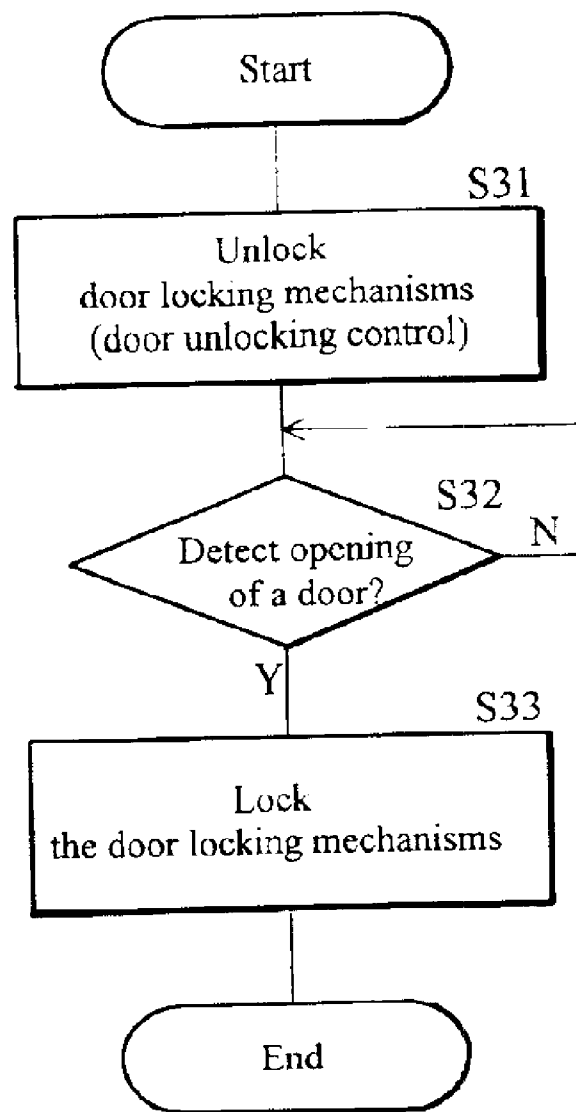 Start
S31
Unlock
door locking mechanisms
(door unlocking control)
S32
Detect opening
of a door?
N
Y
S33
Lock
the door locking mechanisms
End